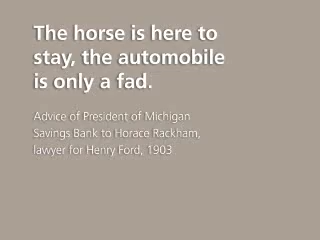 The horse is here to
stay, the automobile
is only a fad.
Advice of President of Michigan
Savings Bank to Horace Rackham,
lawyer for Henry Ford, 1903